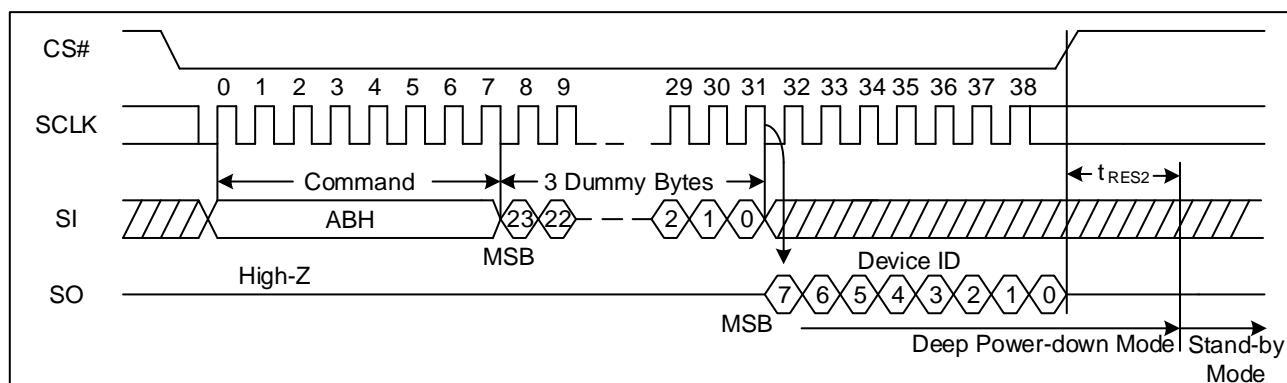 CS#
0 1 2 3 4 5 6 7 8 9 29 30 31 32 33 34 35 36 37 38
SCLK
Command 3 Dummy Bytes tRES2
SI ABH 23 22 2 1 0
MSB
High-Z Device ID
SO 7 6 5 4 3 2 1 0
MSB
Deep Power-down Mode Stand-by
Mode